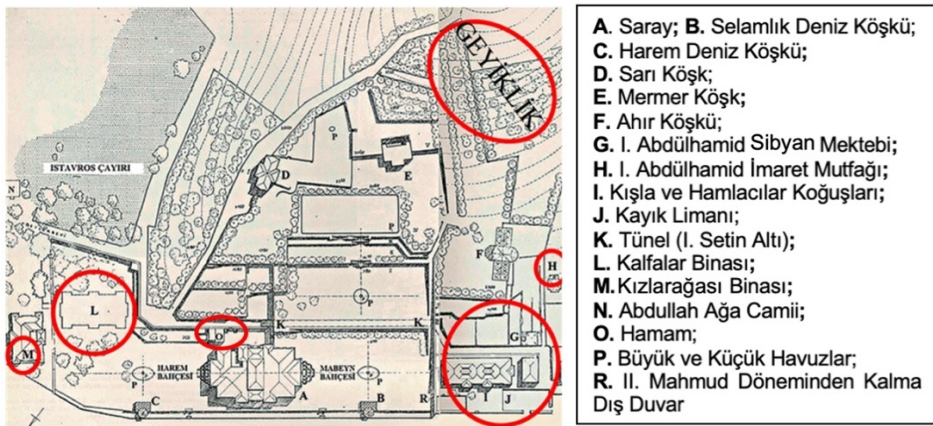 GEYİKLİK
P
ISTAVROS ÇAYIRI
D
E
N
P
F
H
L
P
O
K
K
G
M
HAREM BAHÇESİ
MABEYN BAHÇESİ
P
P
I
J
C
A
B
R
A. Saray; B. Selamlık Deniz Köşkü;
C. Harem Deniz Köşkü;
D. Sarı Köşk;
E. Mermer Köşk;
F. Ahır Köşkü;
G. I. Abdülhamid Sibyan Mektebi;
H. I. Abdülhamid İmaret Mutfağı;
I. Kışla ve Hamlacılar Koğuşları;
J. Kayık Limanı;
K. Tünel (I. Setin Altı);
L. Kalfalar Binası;
M.Kızlarağası Binası;
N. Abdullah Ağa Camii;
O. Hamam;
P. Büyük ve Küçük Havuzlar;
R. II. Mahmud Döneminden Kalma
Dış Duvar